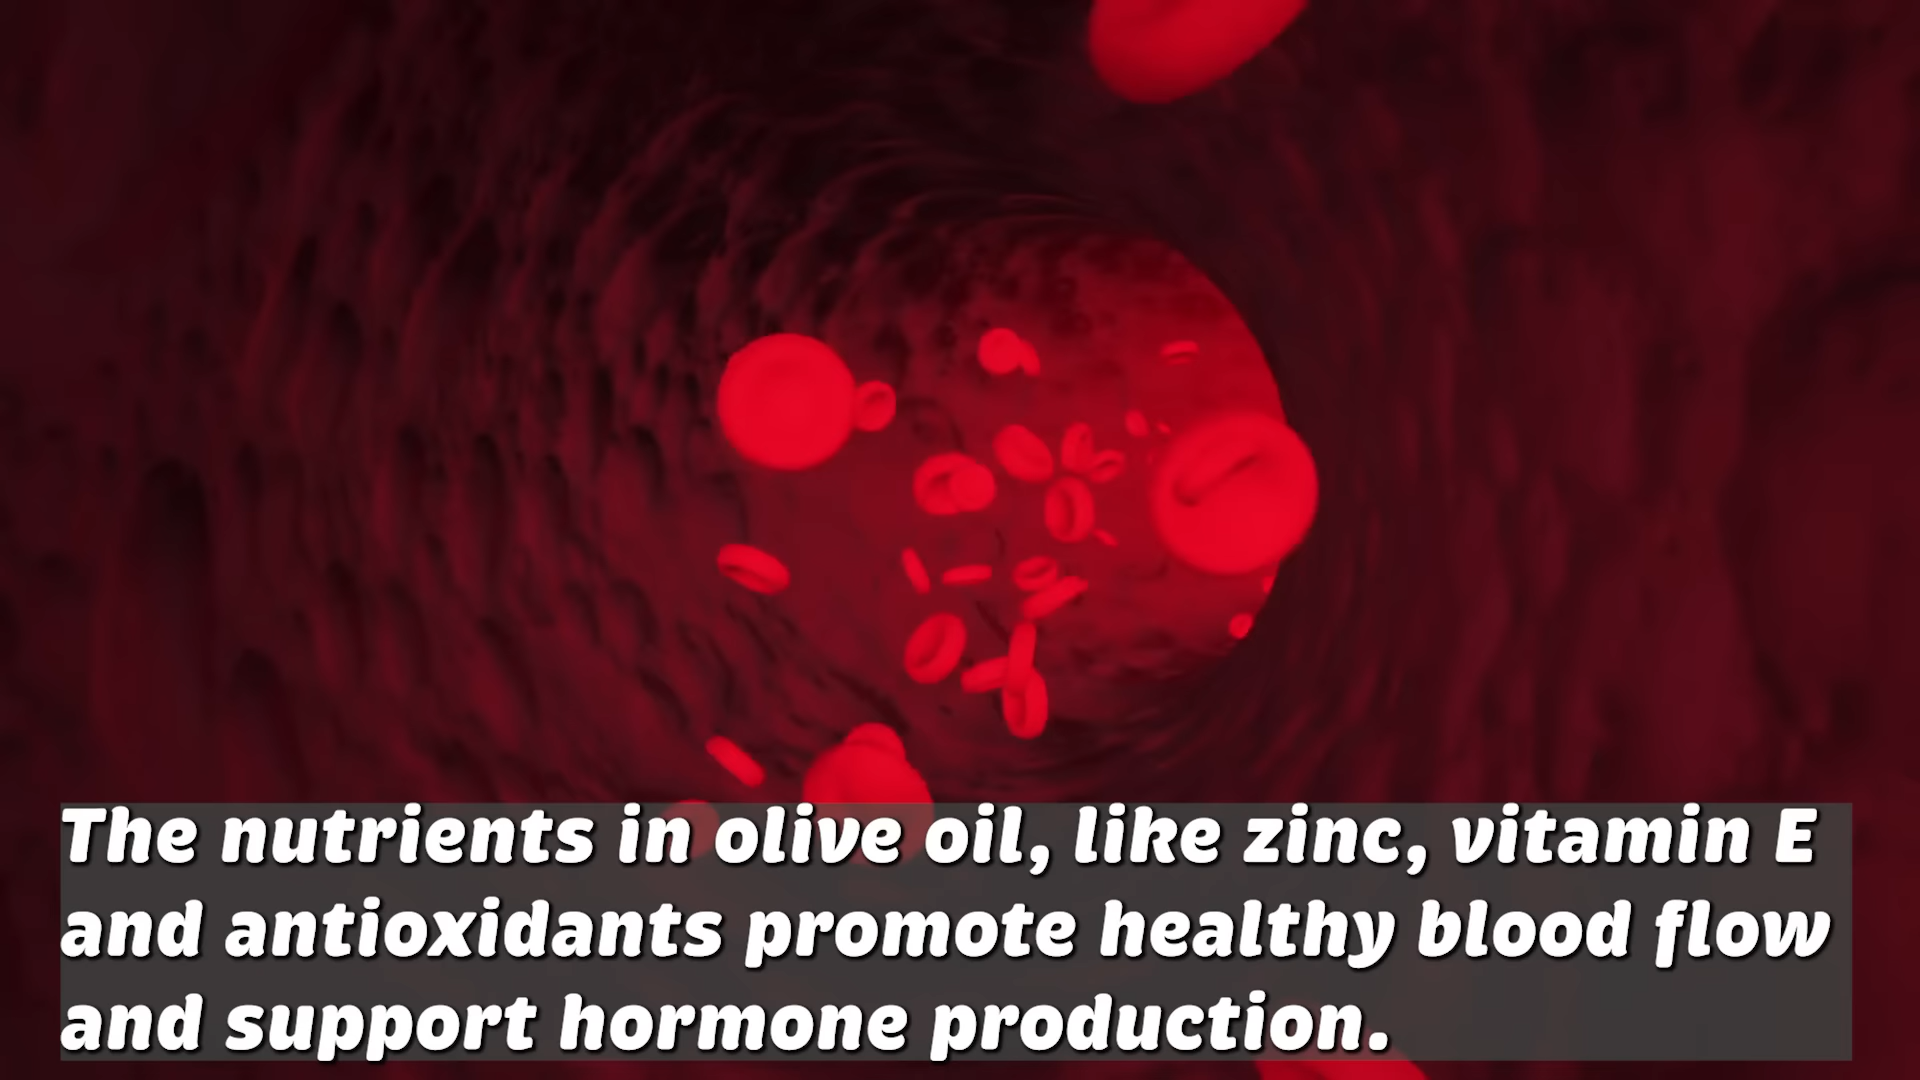 The nutrients in olive oil, like zinc, vitamin E
and antioxidants promote healthy blood flow
and support hormone production.